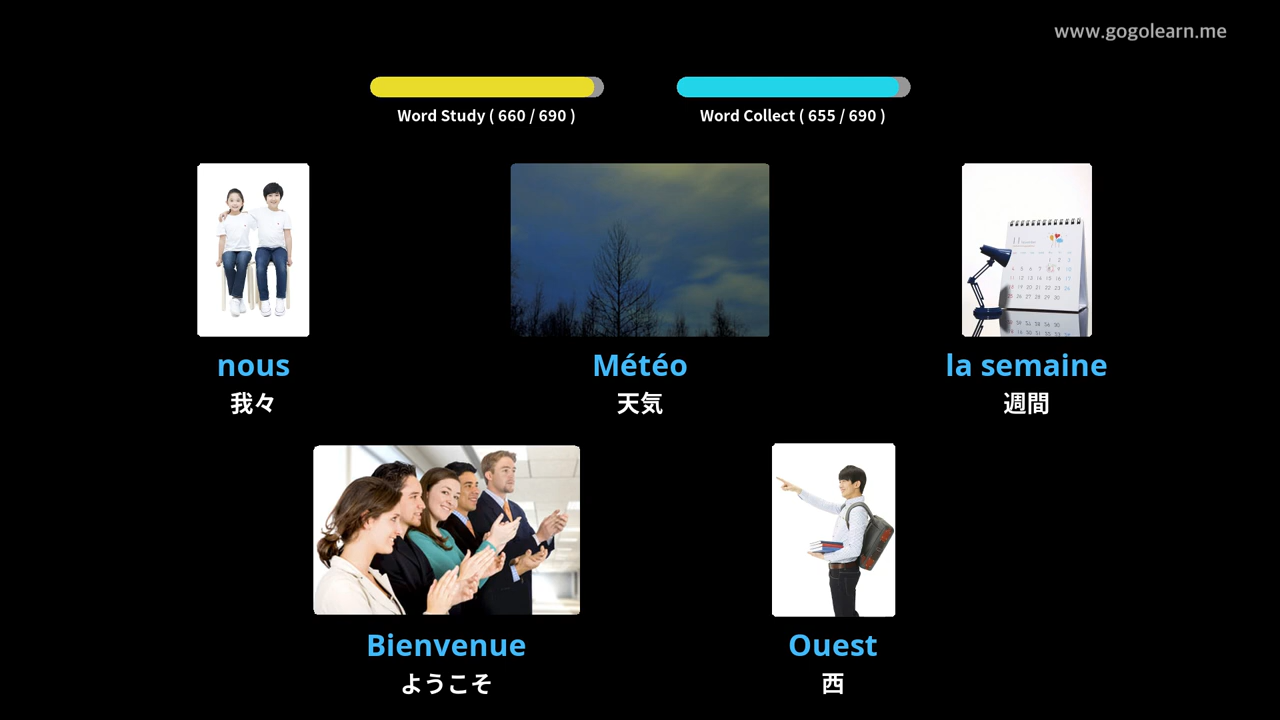 www.gogolearn.me
Word Study ( 660 / 690 )
Word Collect ( 655 / 690 )
nous
我々
Météo
天気
la semaine
週間
Bienvenue
ようこそ
Ouest
西